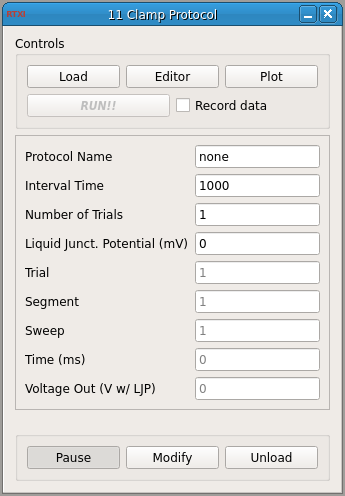 RTXI
11 Clamp Protocol
Controls
Load Editor Plot
RUN!! Record data
Protocol Name none
Interval Time 1000
Number of Trials 1
Liquid Junct. Potential (mV) 0
Trial 1
Segment 1
Sweep 1
Time (ms) 0
Voltage Out (V w/ LJP) 0
Pause Modify Unload